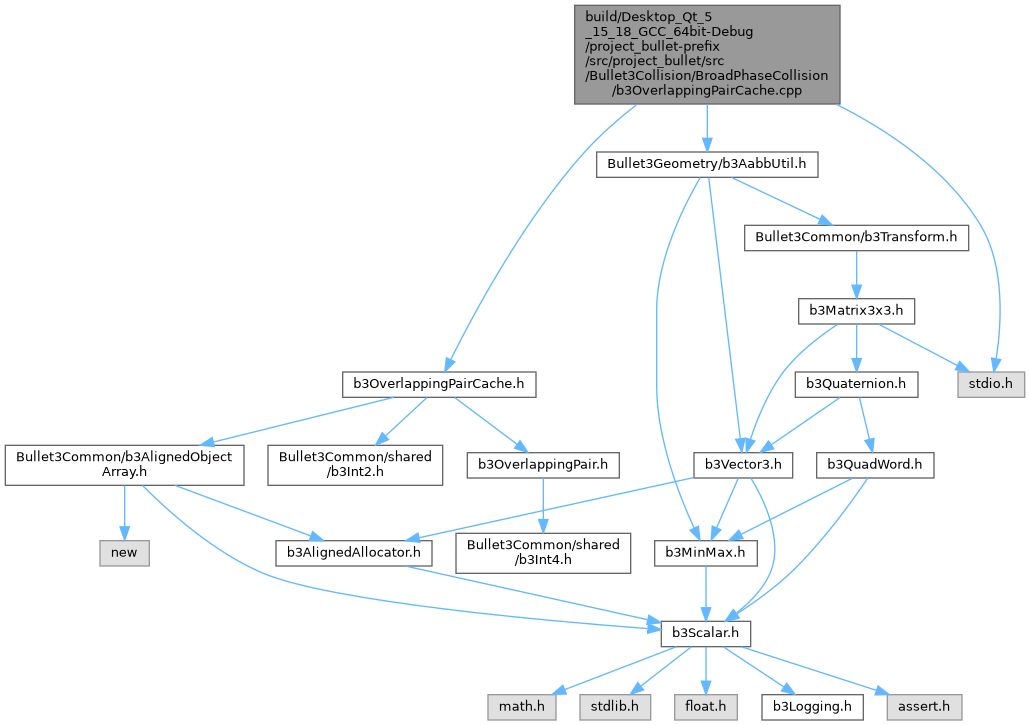 build/Desktop_Qt_5
_15_18_GCC_64bit-Debug
/project_bullet-prefix
/src/project_bullet/src
/Bullet3Collision/BroadPhaseCollision
/b3OverlappingPairCache.cpp
Bullet3Geometry/b3AabbUtil.h
Bullet3Common/b3Transform.h
b3Matrix3x3.h
b3OverlappingPairCache.h
b3Quaternion.h
stdio.h
Bullet3Common/b3AlignedObject
Array.h
Bullet3Common/shared
/b3Int2.h
b3OverlappingPair.h
b3Vector3.h
b3QuadWord.h
new
b3AlignedAllocator.h
Bullet3Common/shared
/b3Int4.h
b3MinMax.h
b3Scalar.h
math.h
stdlib.h
float.h
b3Logging.h
assert.h